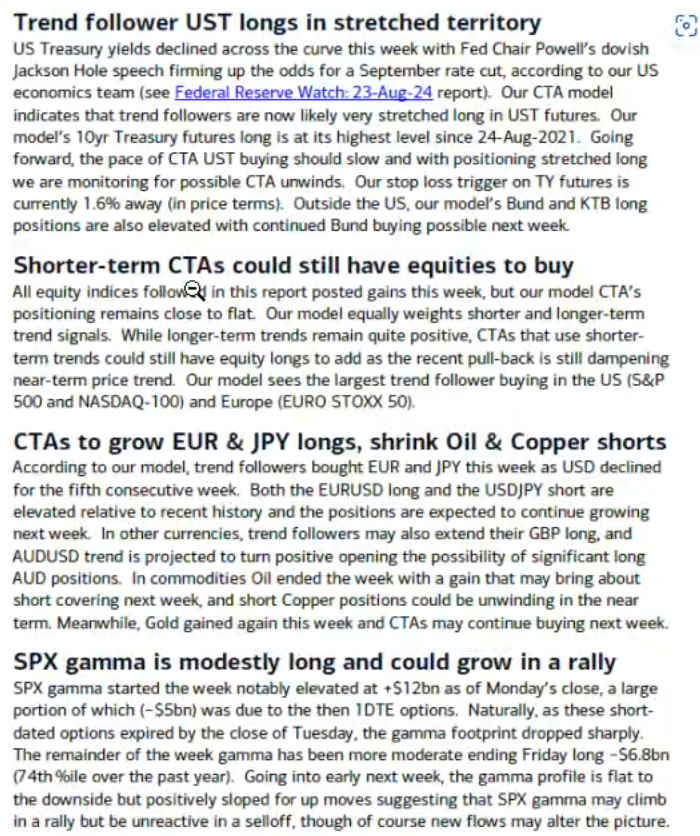 Trend follower UST longs in stretched territory
US Treasury yields declined across the curve this week with Fed Chair Powell's dovish
Jackson Hole speech firming up the odds for a September rate cut, according to our US
economics team (see Federal Reserve Watch: 23-Aug-24 report). Our CTA model
indicates that trend followers are now likely very stretched long in UST futures. Our
model's 10yr Treasury futures long is at its highest level since 24-Aug-2021. Going
forward, the pace of CTA UST buying should slow and with positioning stretched long
we are monitoring for possible CTA unwinds. Our stop loss trigger on TY futures is
currently 1.6% away (in price terms). Outside the US, our model's Bund and KTB long
positions are also elevated with continued Bund buying possible next week.
Shorter-term CTAs could still have equities to buy
All equity indices followed in this report posted gains this week, but our model CTA's
positioning remains close to flat. Our model equally weights shorter and longer-term
trend signals. While longer-term trends remain quite positive, CTAs that use shorter-
term trends could still have equity longs to add as the recent pull-back is still dampening
near-term price trend. Our model sees the largest trend follower buying in the US (S&P
500 and NASDAQ-100) and Europe (EURO STOXX 50).
CTAs to grow EUR & JPY longs, shrink Oil & Copper shorts
According to our model, trend followers bought EUR and JPY this week as USD declined
for the fifth consecutive week. Both the EURUSD long and the USDJPY short are
elevated relative to recent history and the positions are expected to continue growing
next week. In other currencies, trend followers may also extend their GBP long, and
AUDUSD trend is projected to turn positive opening the possibility of significant long
AUD positions. In commodities Oil ended the week with a gain that may bring about
short covering next week, and short Copper positions could be unwinding in the near
term. Meanwhile, Gold gained again this week and CTAs may continue buying next week.
SPX gamma is modestly long and could grow in a rally
SPX gamma started the week notably elevated at +$12bn as of Monday's close, a large
portion of which (~$5bn) was due to the then 1DTE options. Naturally, as these short-
dated options expired by the close of Tuesday, the gamma footprint dropped sharply.
The remainder of the week gamma has been more moderate ending Friday long ~$6.8bn
(74th %ile over the past year). Going into early next week, the gamma profile is flat to
the downside but positively sloped for up moves suggesting that SPX gamma may climb
in a rally but be unreactive in a selloff, though of course new flows may alter the picture.